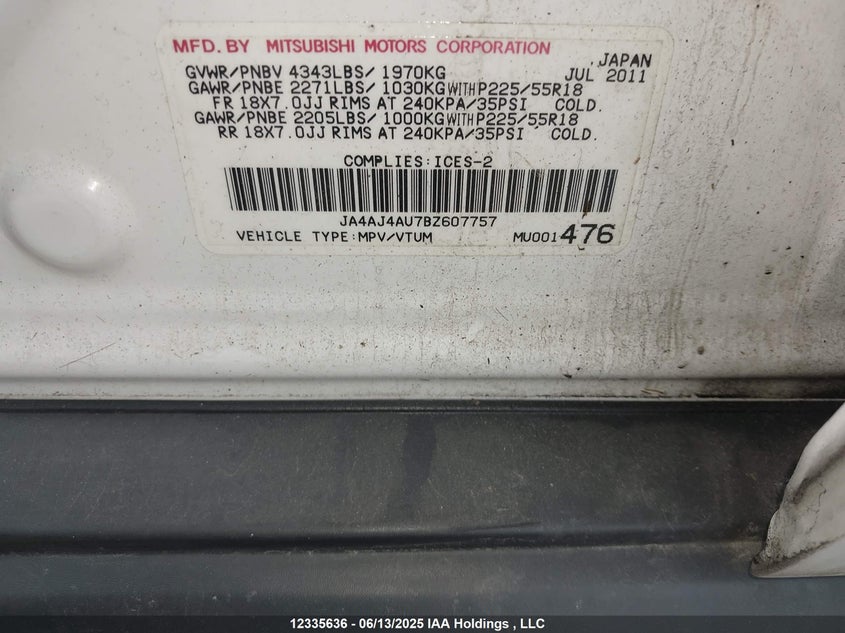 MFD. BY MITSUBISHI MOTORS CORPORATION
JAPAN
GVWR/PNBV 4343LBS/ 1970KG JUL 2011
GAWR/PNBE 2271LBS/ 1030KG WITH P225/55R18
FR 18X7.0JJ RIMS AT 240KPA/35PSI COLD.
GAWR/PNBE 2205LBS/ 1000KG WITH P225/55R18
RR 18X7.0JJ RIMS AT 240KPA/35PSI COLD.
COMPLIES:ICES-2
JA4AJ4AU7BZ607757
VEHICLE TYPE:MPV/VTUM MU001476
12335636 - 06/13/2025 IAA Holdings , LLC